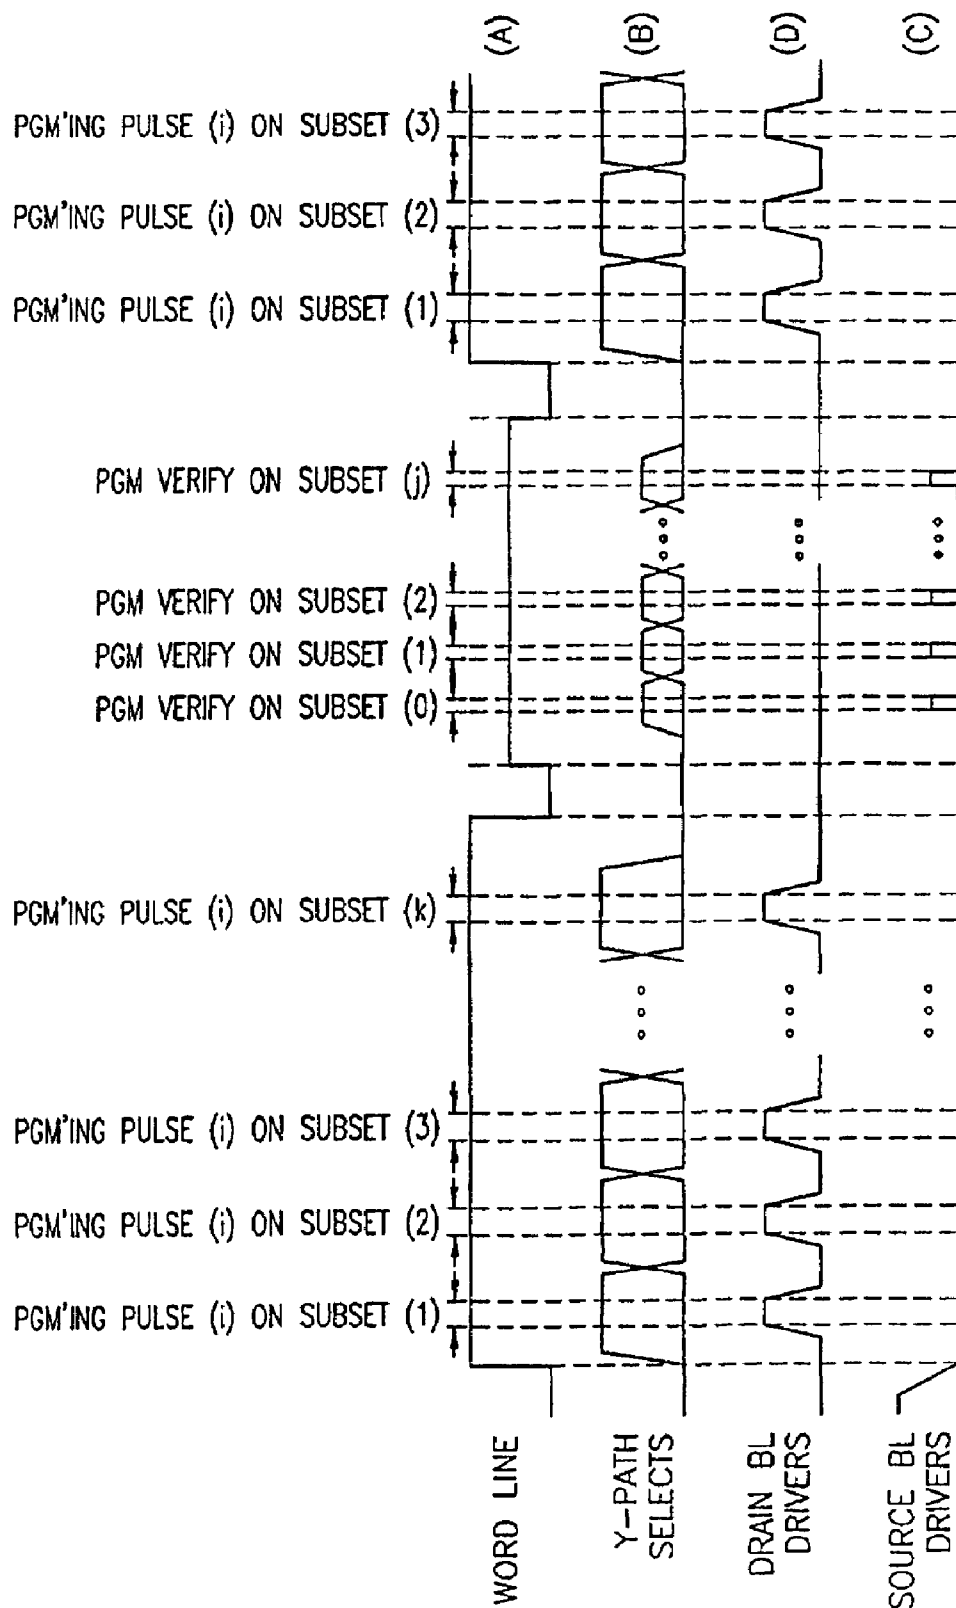 (A)
(B)
(D)
(C)
PGM'ING PULSE (i) ON SUBSET (3)
PGM'ING PULSE (i) ON SUBSET (2)
PGM'ING PULSE (i) ON SUBSET (1)
PGM VERIFY ON SUBSET (j)
PGM VERIFY ON SUBSET (2)
PGM VERIFY ON SUBSET (1)
PGM VERIFY ON SUBSET (0)
PGM'ING PULSE (i) ON SUBSET (k)
PGM'ING PULSE (i) ON SUBSET (3)
PGM'ING PULSE (i) ON SUBSET (2)
PGM'ING PULSE (i) ON SUBSET (1)
WORD LINE
Y-PATH
SELECTS
DRAIN BL
DRIVERS
SOURCE BL
DRIVERS